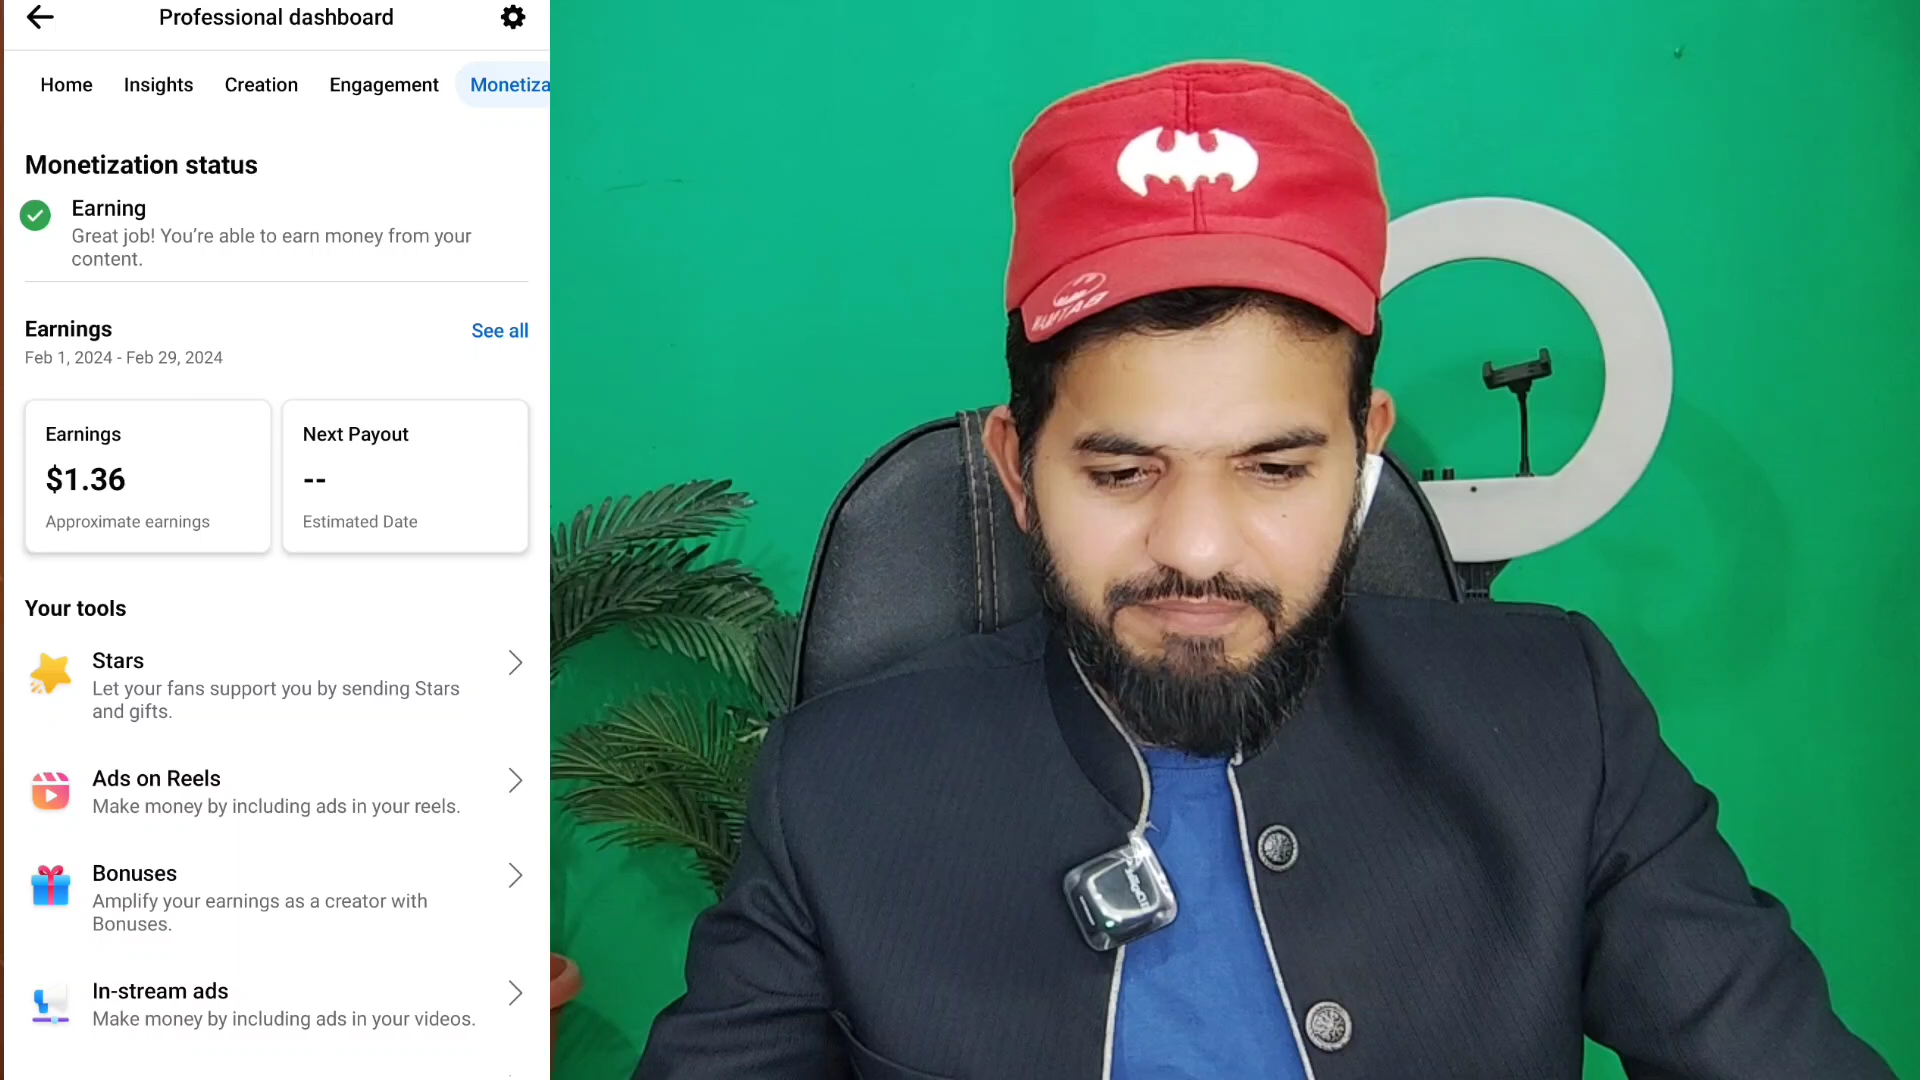 Professional dashboard
Home
Insights
Creation
Engagement
Monetiza
Monetization status
Earning
Great job! You're able to earn money from your
content.
Earnings
See all
Feb 1, 2024 - Feb 29, 2024
Earnings
$1.36
Approximate earnings
Next Payout
--
Estimated Date
Your tools
Stars
Let your fans support you by sending Stars
and gifts.
Ads on Reels
Make money by including ads in your reels.
Bonuses
Amplify your earnings as a creator with
Bonuses.
In-stream ads
Make money by including ads in your videos.